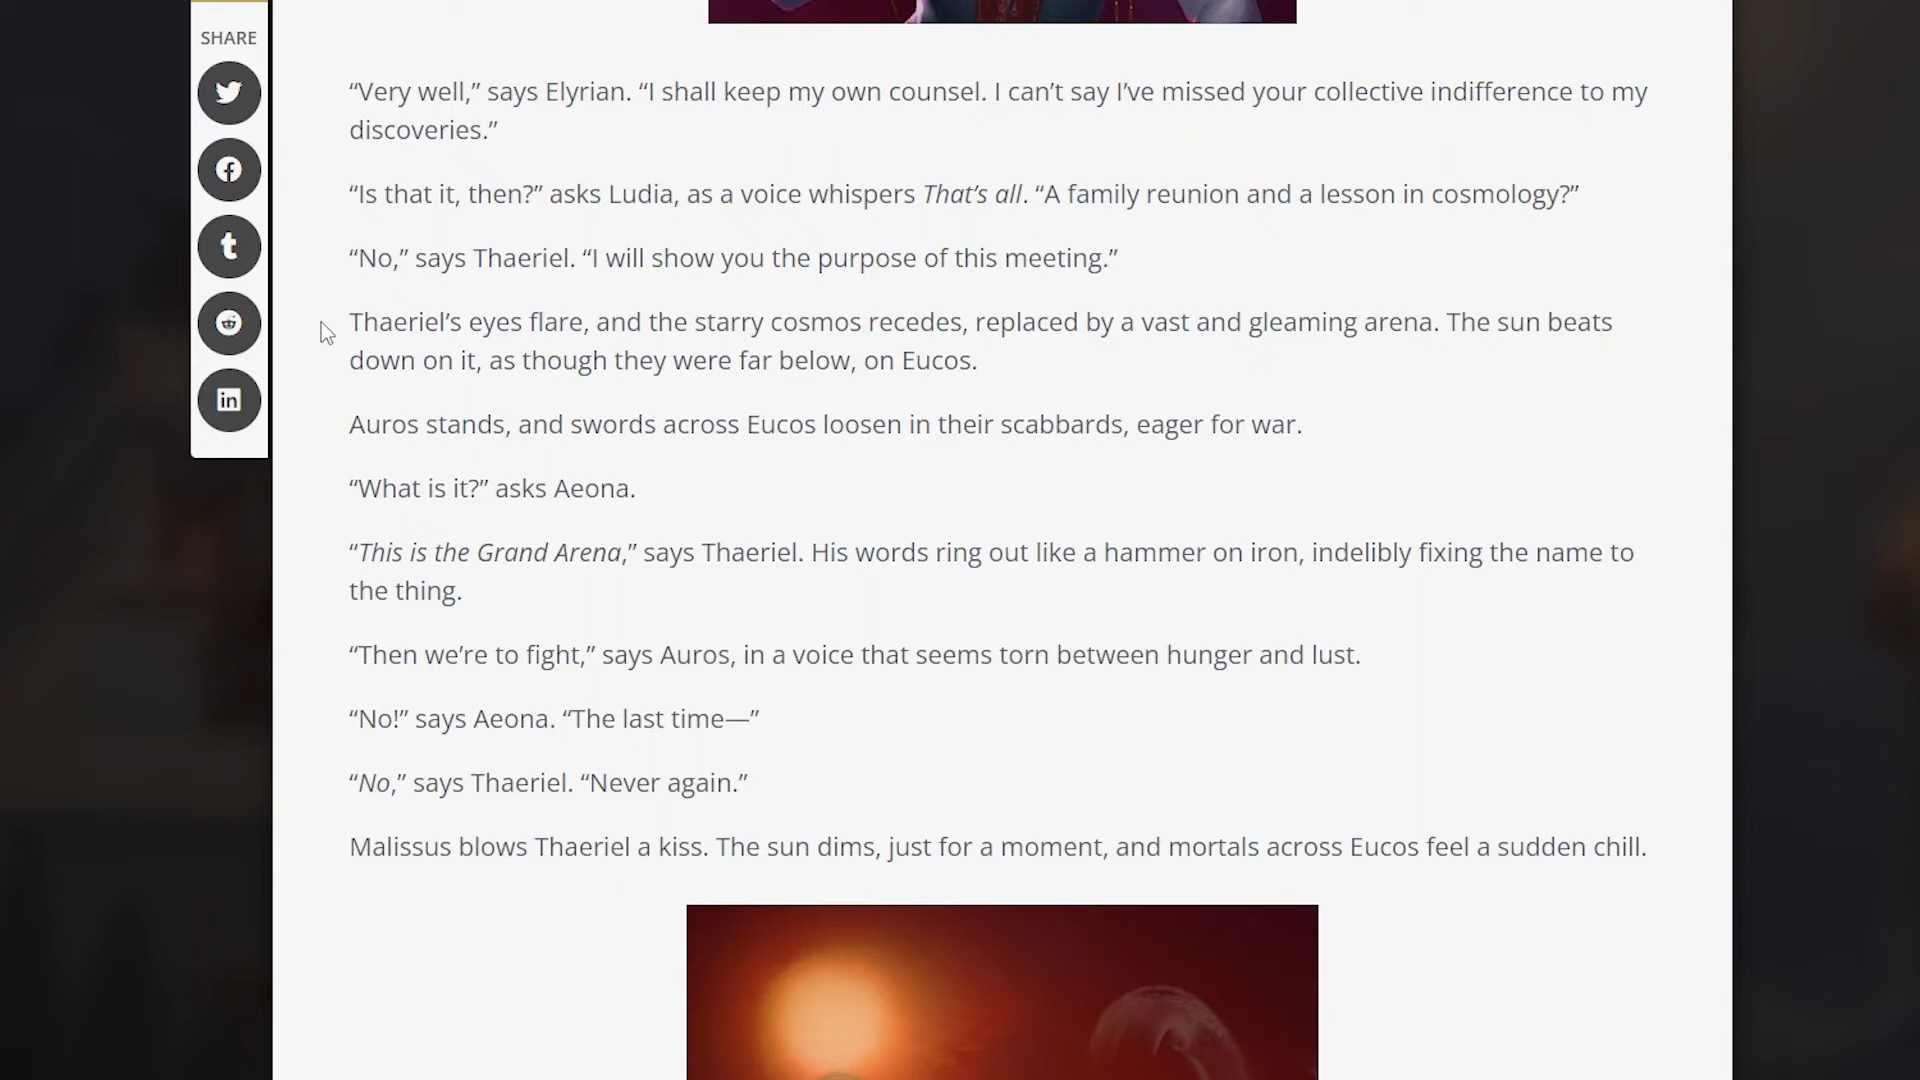 SHARE
“Very well,” says Elyrian. “I shall keep my own counsel. I can’t say I’ve missed your collective indifference to my
discoveries.”
“Is that it, then?” asks Ludia, as a voice whispers That’s all. “A family reunion and a lesson in cosmology?”
“No,” says Thaeriel. “I will show you the purpose of this meeting.”
Thaeriel’s eyes flare, and the starry cosmos recedes, replaced by a vast and gleaming arena. The sun beats
down on it, as though they were far below, on Eucos.
Auros stands, and swords across Eucos loosen in their scabbards, eager for war.
“What is it?” asks Aeona.
“This is the Grand Arena,” says Thaeriel. His words ring out like a hammer on iron, indelibly fixing the name to
the thing.
“Then we’re to fight,” says Auros, in a voice that seems torn between hunger and lust.
“No!” says Aeona. “The last time—”
“No,” says Thaeriel. “Never again.”
Malissus blows Thaeriel a kiss. The sun dims, just for a moment, and mortals across Eucos feel a sudden chill.